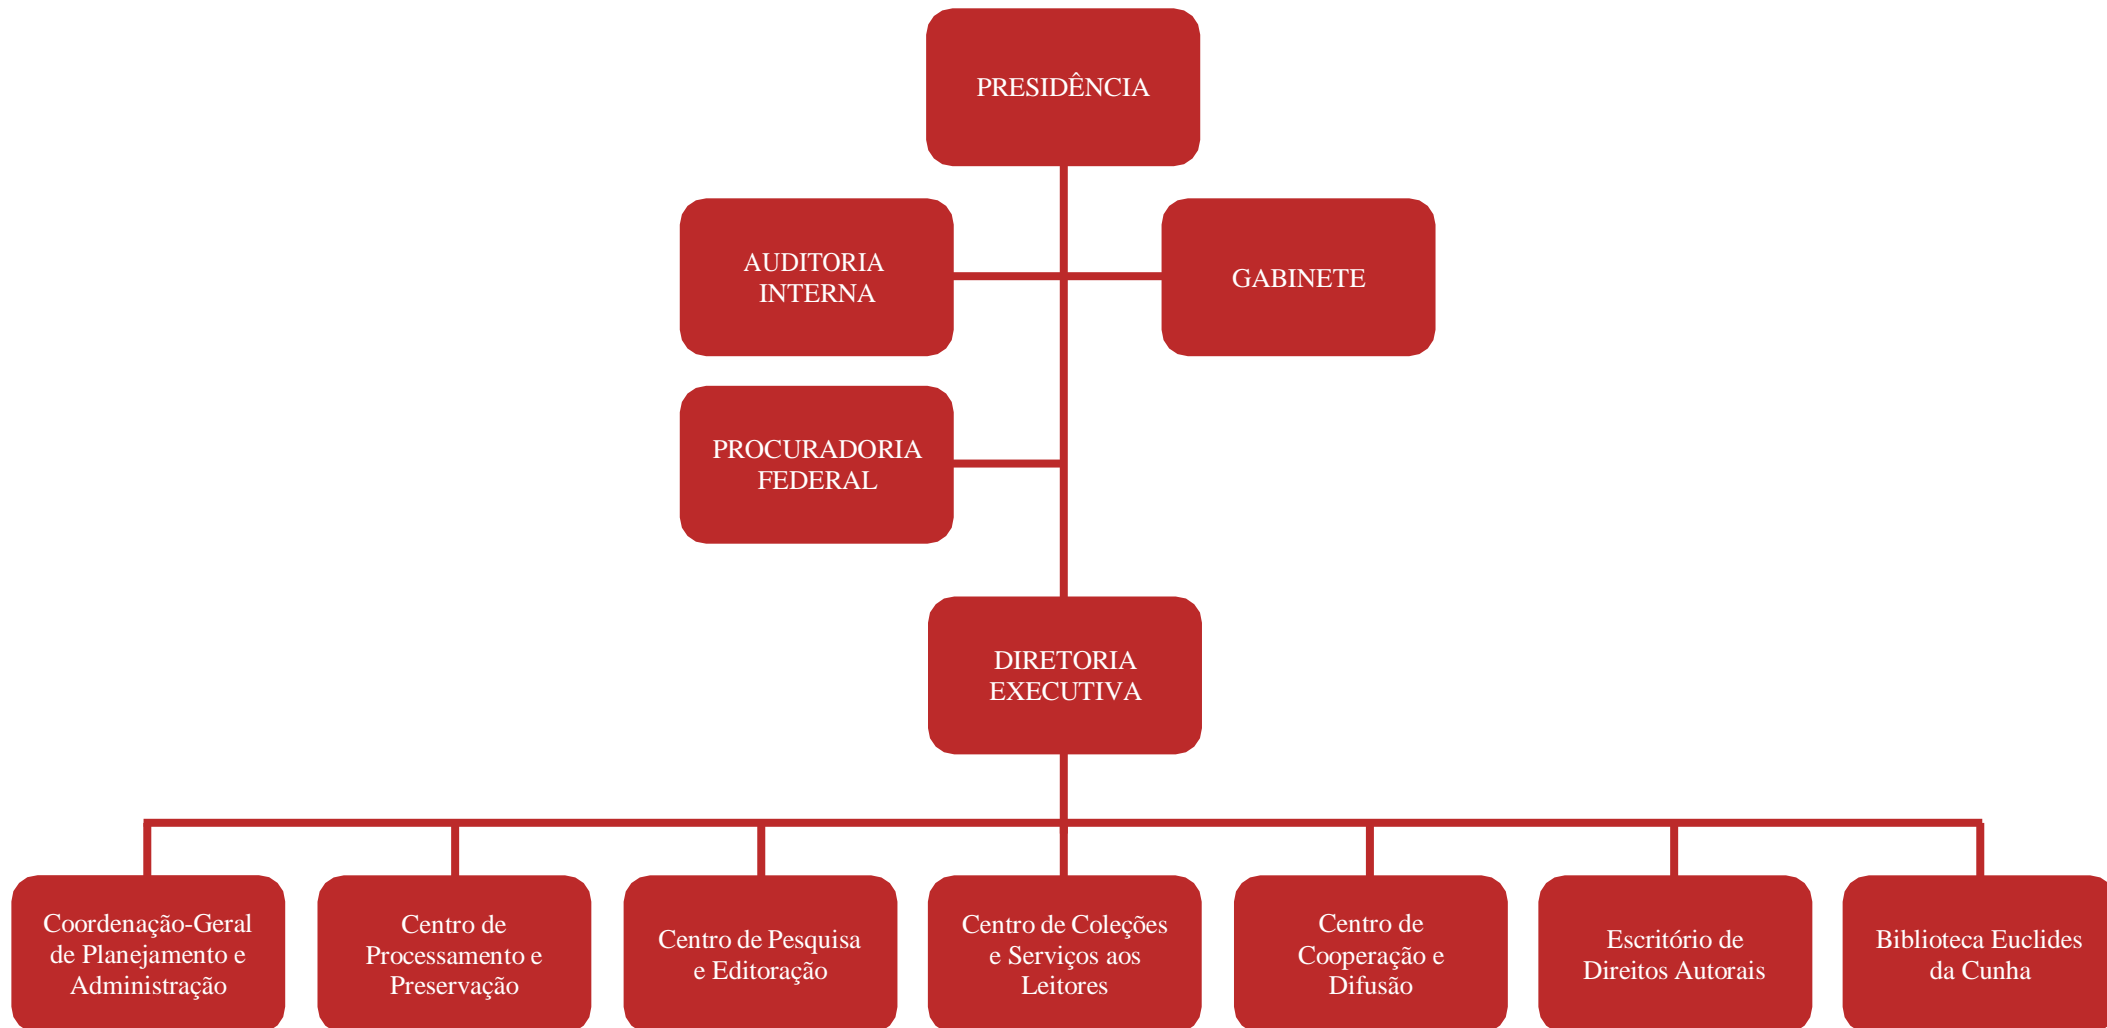 PRESIDÊNCIA
AUDITORIA
INTERNA
GABINETE
PROCURADORIA
FEDERAL
DIRETORIA
EXECUTIVA
Coordenação-Geral
de Planejamento e
Administração
Centro de
Processamento e
Preservação
Centro de Pesquisa
e Editoração
Centro de Coleções
e Serviços aos
Leitores
Centro de
Cooperação e
Difusão
Escritório de
Direitos Autorais
Biblioteca Euclides
da Cunha